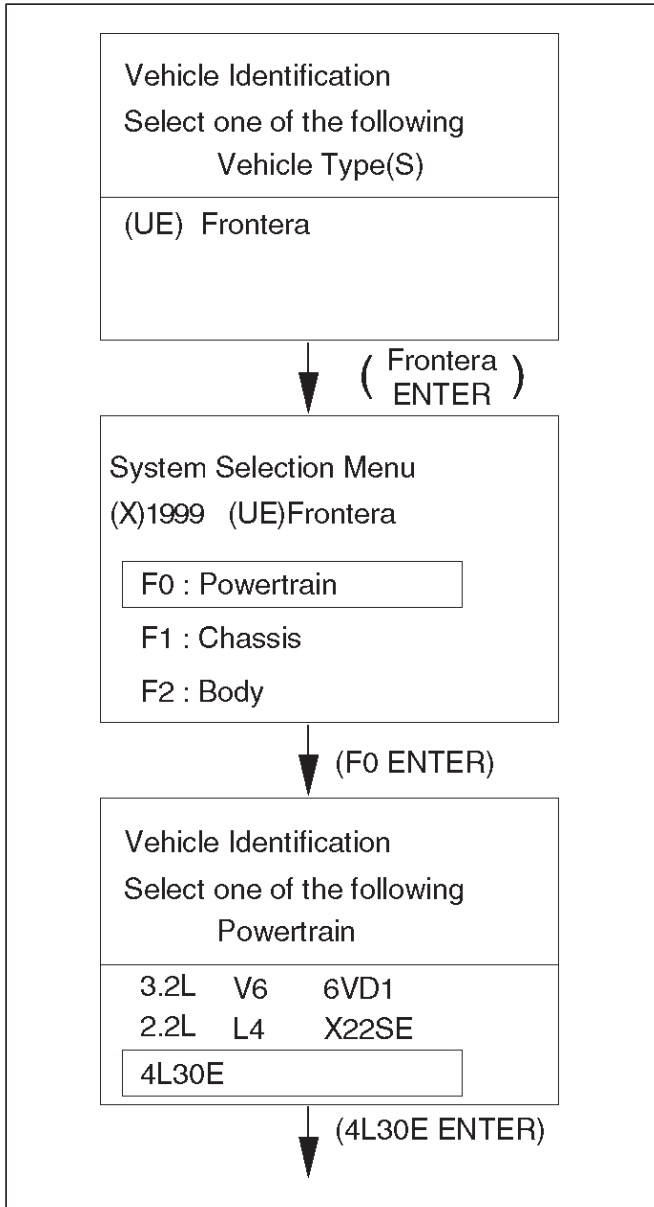 Vehicle Identification
Select one of the following
Vehicle Type(S)
(UE) Frontera
( Frontera
ENTER )
System Selection Menu
(X)1999 (UE)Frontera
F0 : Powertrain
F1 : Chassis
F2 : Body
(F0 ENTER)
Vehicle Identification
Select one of the following
Powertrain
3.2L V6 6VD1
2.2L L4 X22SE
4L30E
(4L30E ENTER)